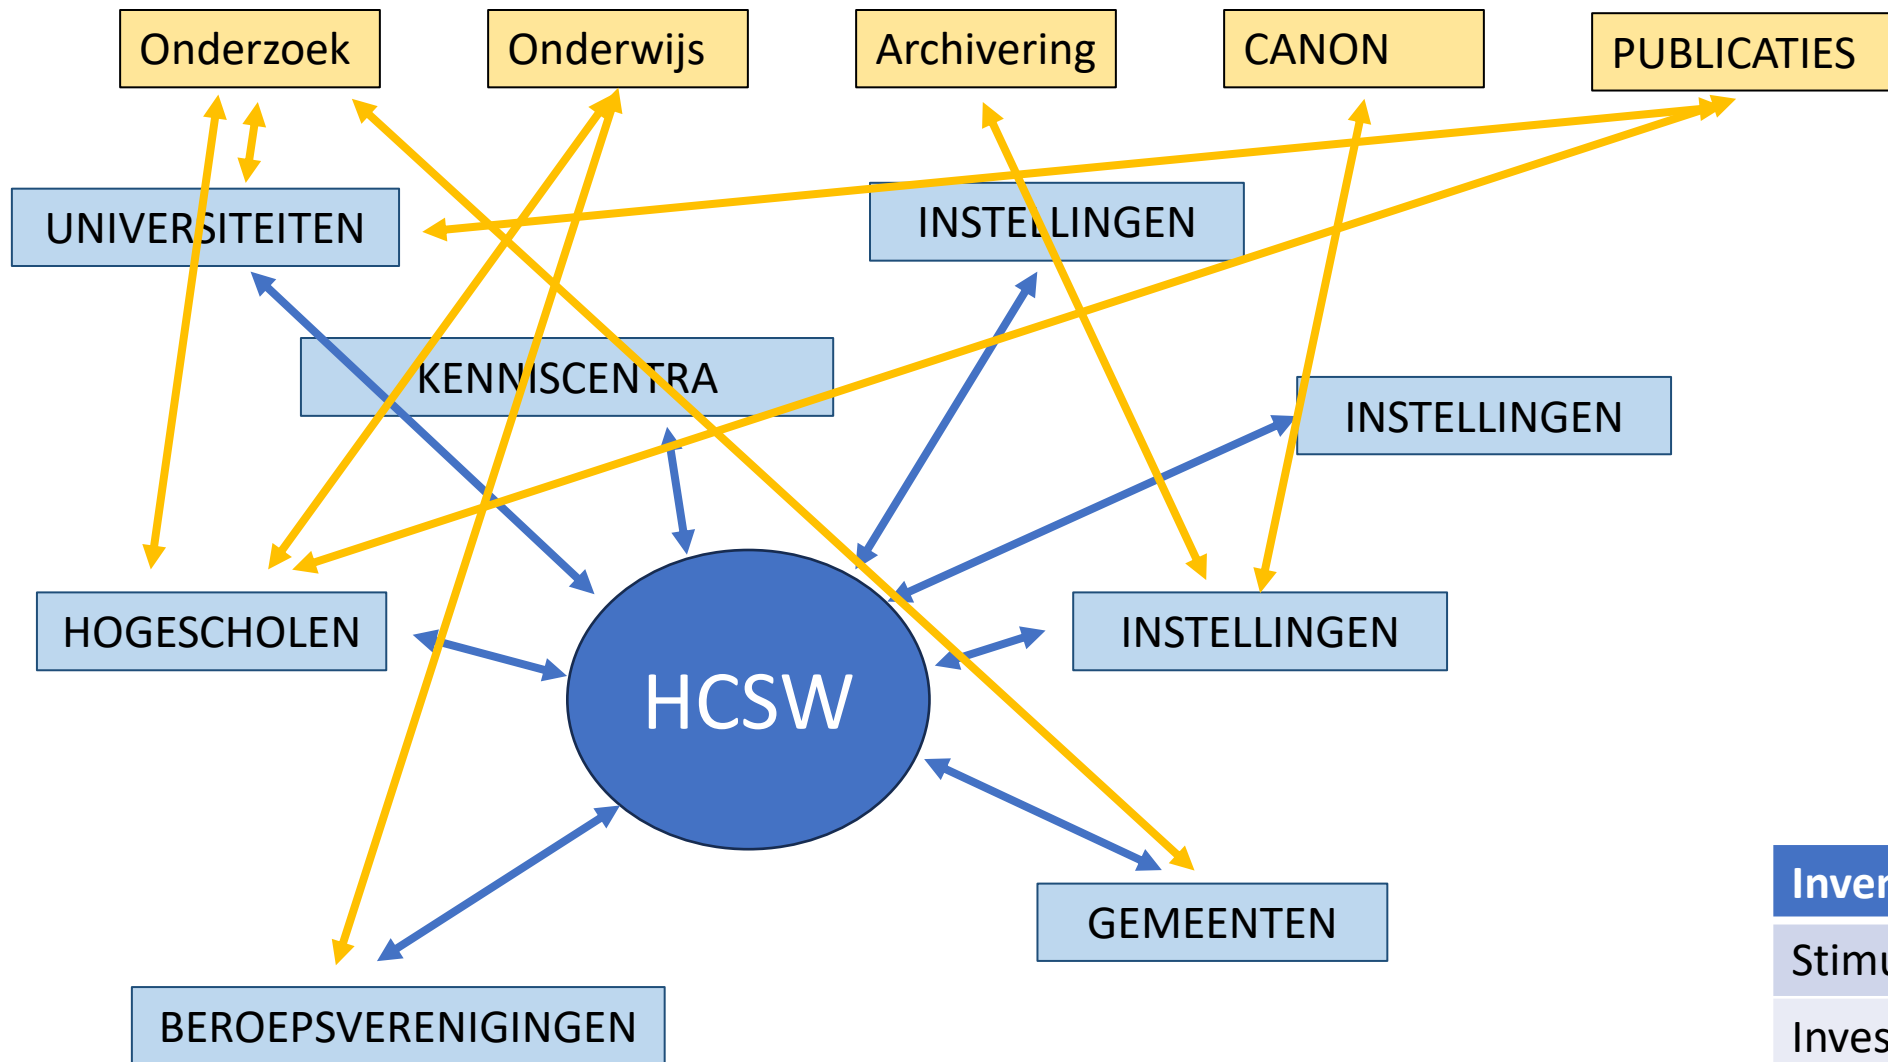 Onderzoek
Onderwijs
Archivering
CANON
PUBLICATIES
UNIVERSITEITEN
INSTELLINGEN
KENNISCENTRA
INSTELLINGEN
HOGESCHOLEN
INSTELLINGEN
HCSW
GEMEENTEN
BEROEPSVERENIGINGEN